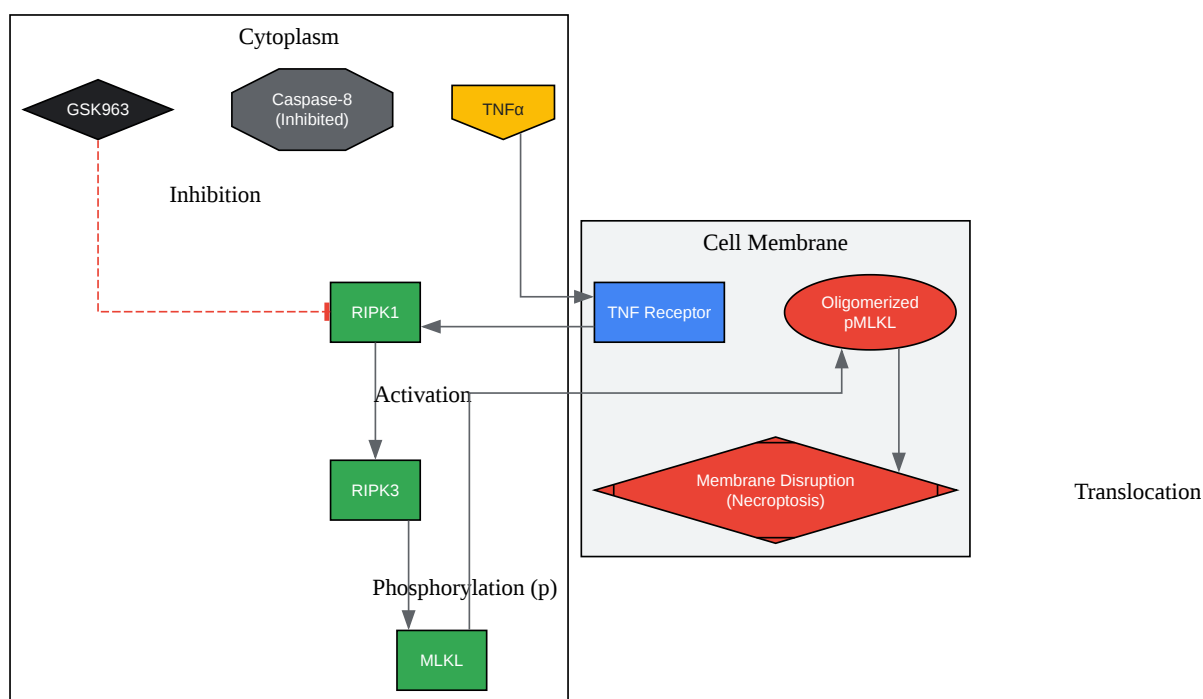 Cytoplasm
GSK963
Caspase-8
(Inhibited)
TNFα
Inhibition
Cell Membrane
RIPK1
TNF Receptor
Oligomerized
pMLKL
Activation
RIPK3
Membrane Disruption
(Necroptosis)
Translocation
Phosphorylation (p)
MLKL